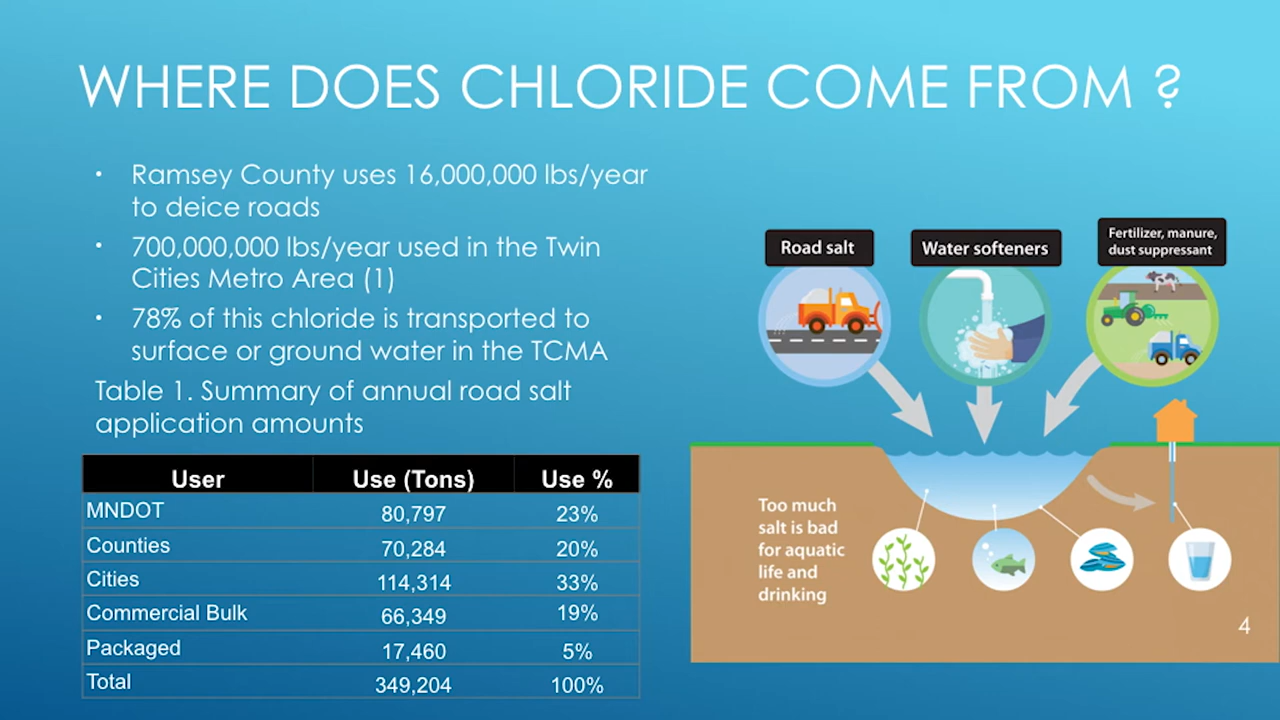 WHERE DOES CHLORIDE COME FROM ?
• Ramsey County uses 16,000,000 lbs/year
to deice roads
• 700,000,000 lbs/year used in the Twin
Cities Metro Area (1)
• 78% of this chloride is transported to
surface or ground water in the TCMA
Table 1. Summary of annual road salt
application amounts
User Use (Tons) Use %
MNDOT 80,797 23%
Counties 70,284 20%
Cities 114,314 33%
Commercial Bulk 66,349 19%
Packaged 17,460 5%
Total 349,204 100%
Road salt
Water softeners
Fertilizer, manure,
dust suppressant
Too much
salt is bad
for aquatic
life and
drinking
4